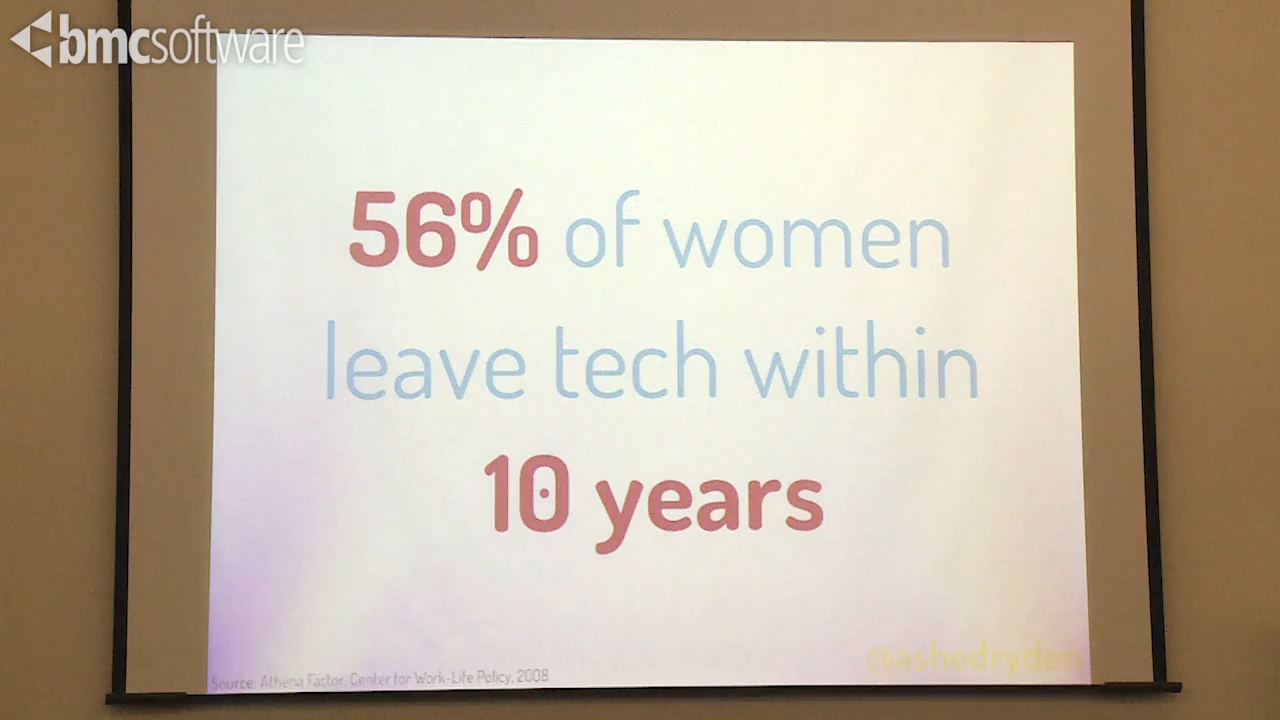 bmcsoftware
56% of women
leave tech within
10 years
@ashedryden
Source: Athena Factor, Center for Work-Life Policy, 2008